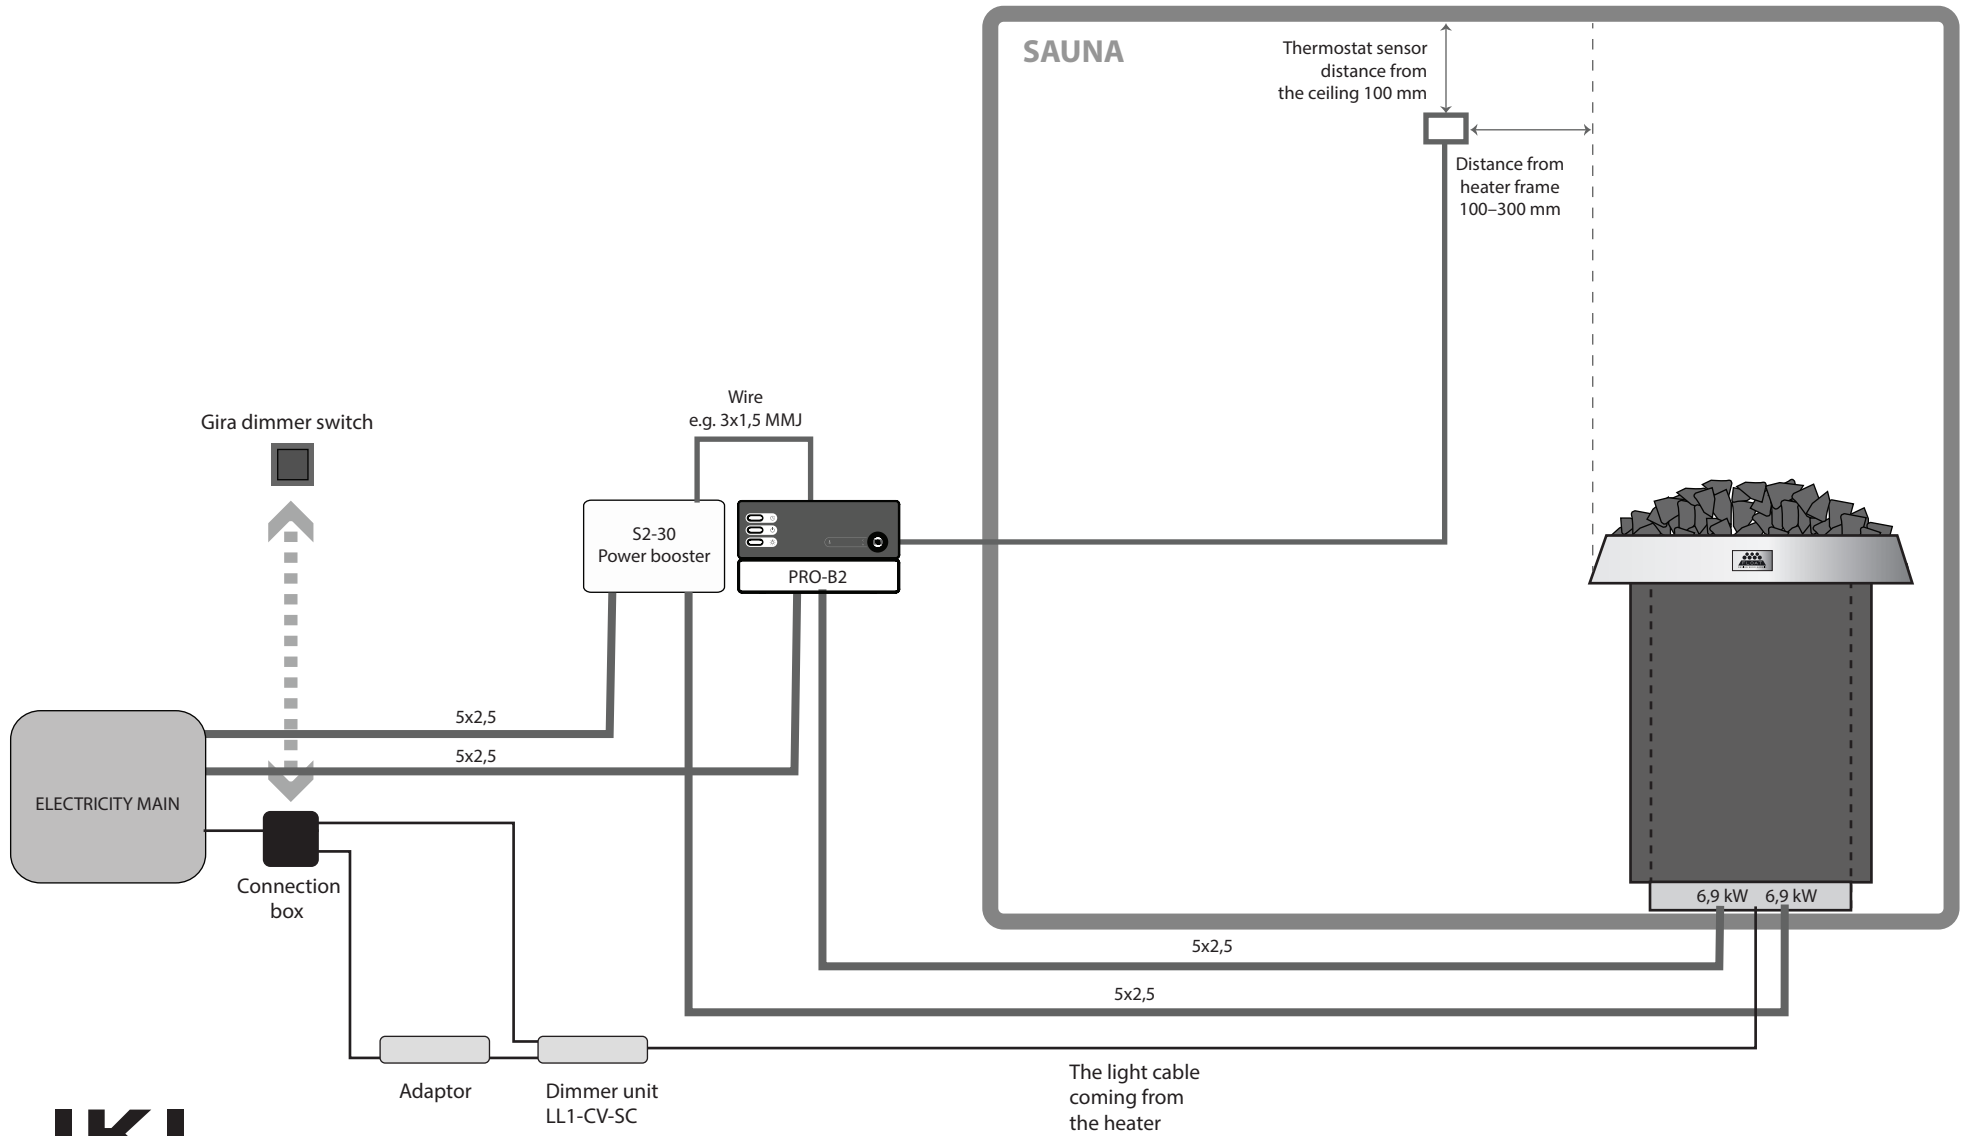 SAUNA
Thermostat sensor
distance from
the ceiling 100 mm
Distance from
heater frame
100–300 mm
Wire
e.g. 3x1,5 MMJ
Gira dimmer switch
S2-30
Power booster
PRO-B2
5x2,5
5x2,5
ELECTRICITY MAIN
Connection
box
6,9 kW 6,9 kW
5x2,5
5x2,5
Adaptor
Dimmer unit
LL1-CV-SC
The light cable
coming from
the heater